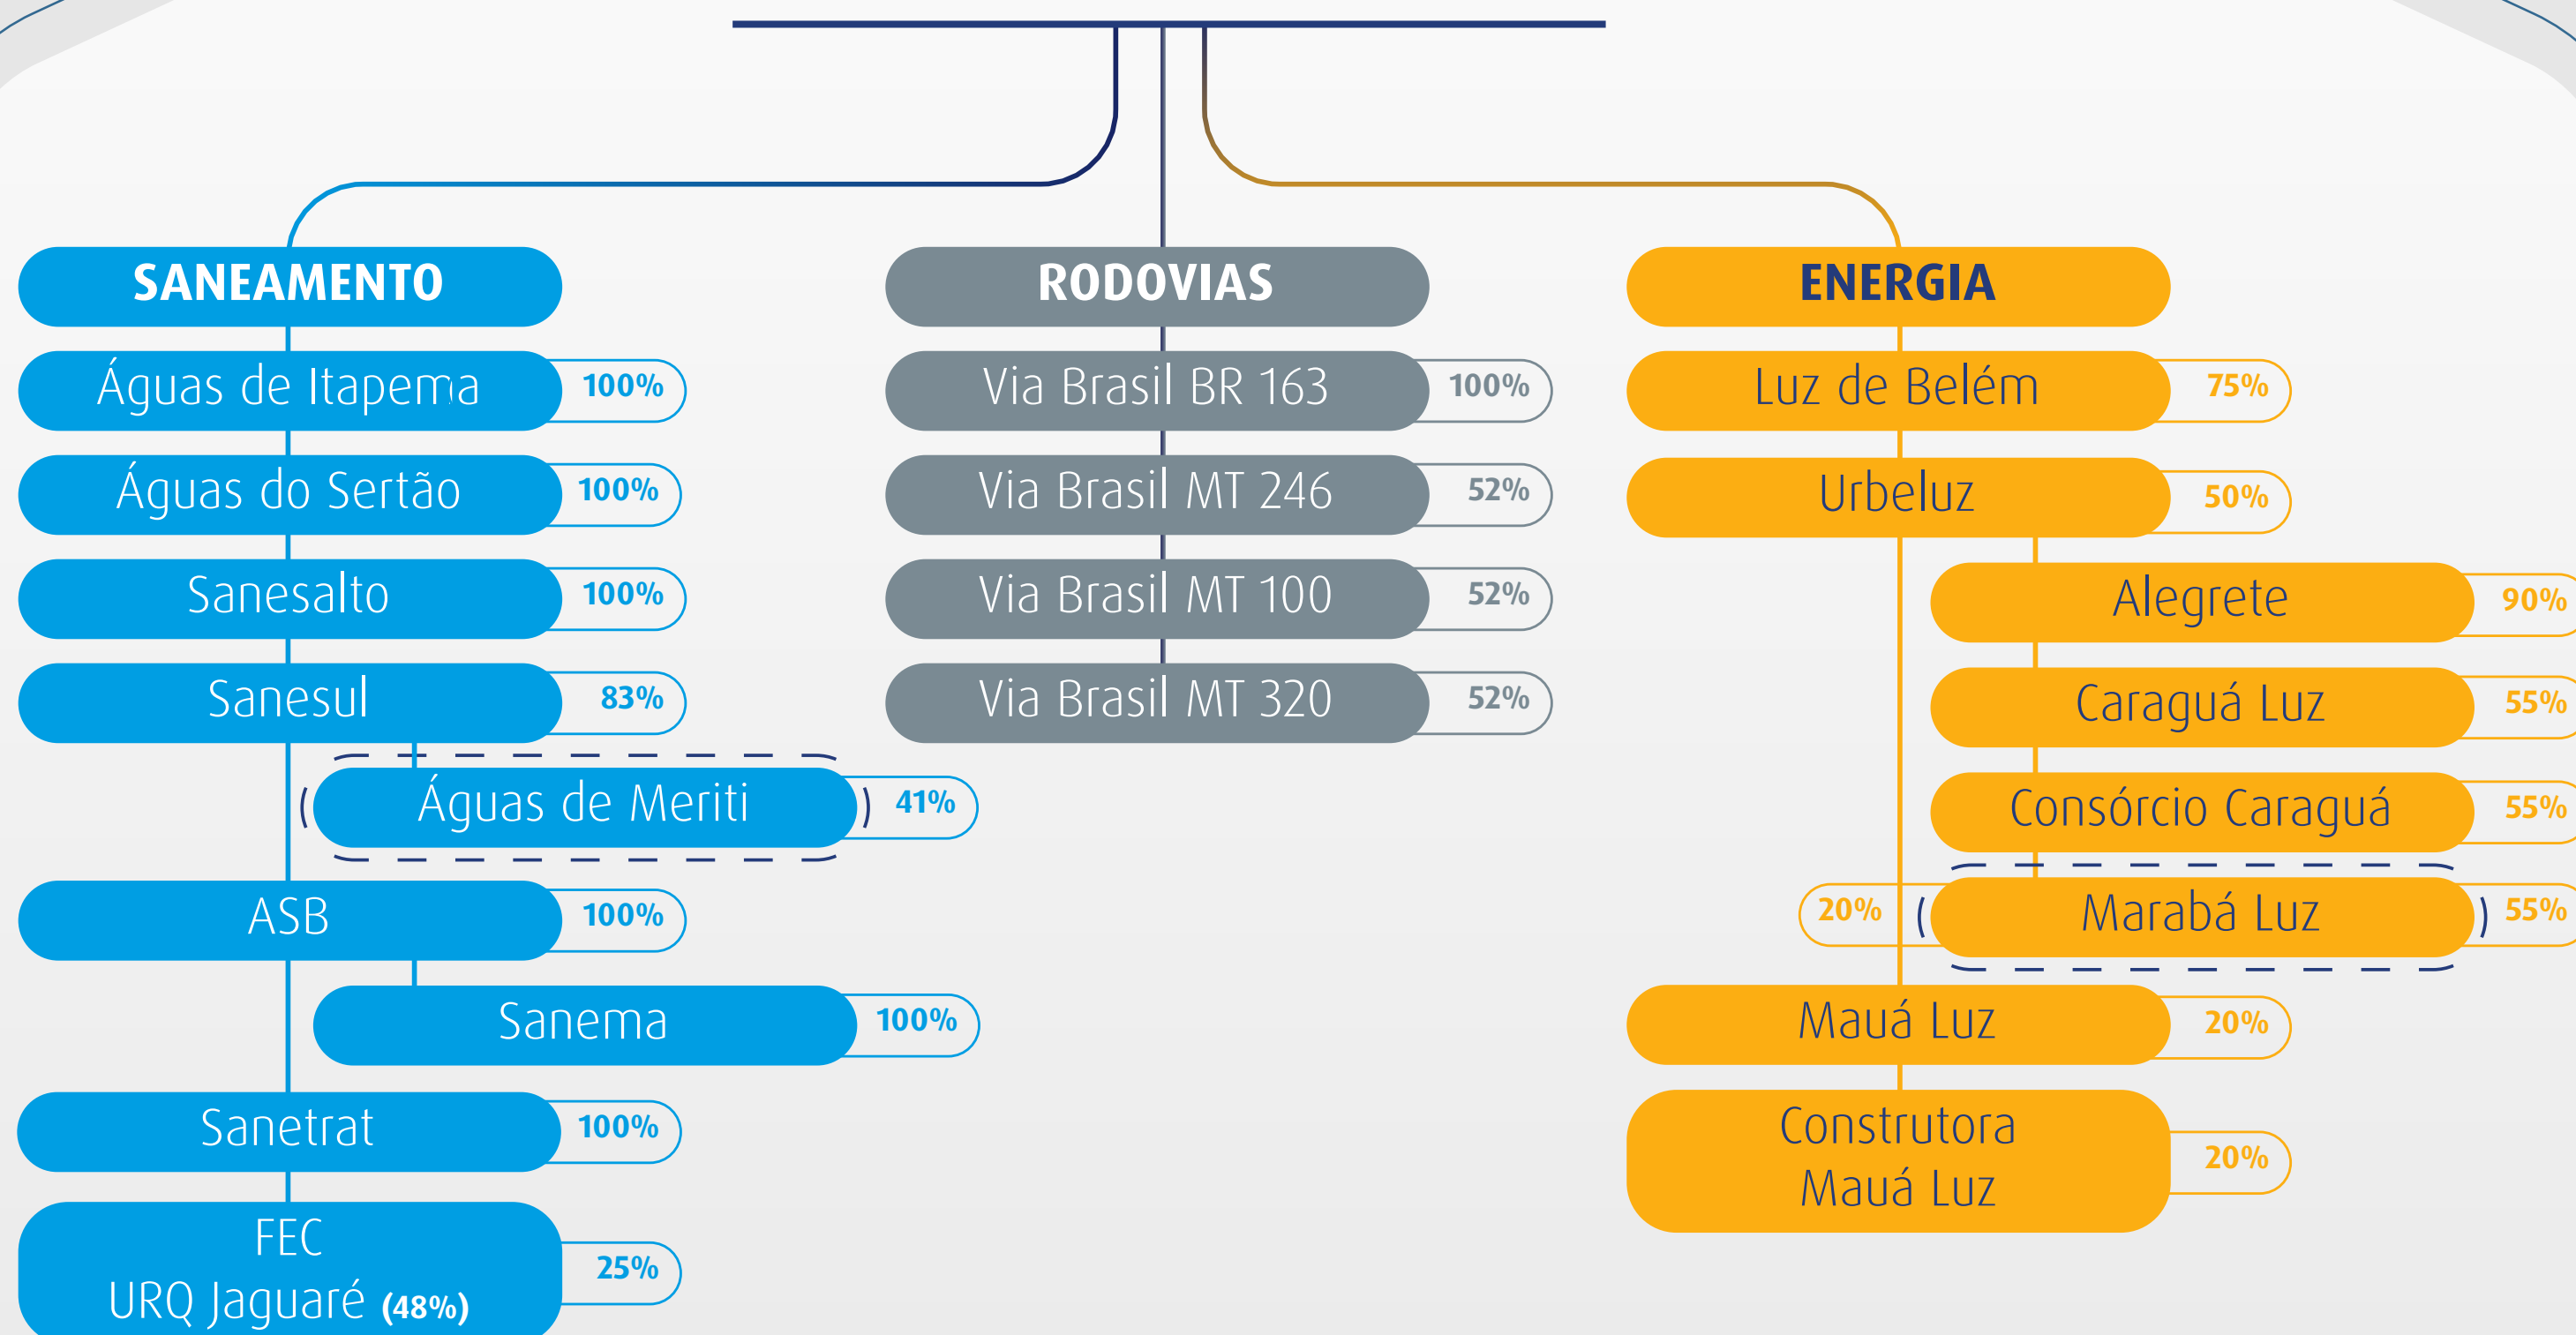 SANEAMENTO
Águas de Itapema 100%
Águas do Sertão 100%
Sanesalto 100%
Sanesul 83%
Águas de Meriti 41%
ASB 100%
Sanema 100%
Sanetrat 100%
FEC
URQ Jaguaré (48%)
25%
RODOVIAS
Via Brasil BR 163 100%
Via Brasil MT 246 52%
Via Brasil MT 100 52%
Via Brasil MT 320 52%
ENERGIA
Luz de Belém 75%
Urbeluz 50%
Alegrete 90%
Caraguá Luz 55%
Consórcio Caraguá 55%
20% Marabá Luz 55%
Mauá Luz 20%
Construtora
Mauá Luz
20%